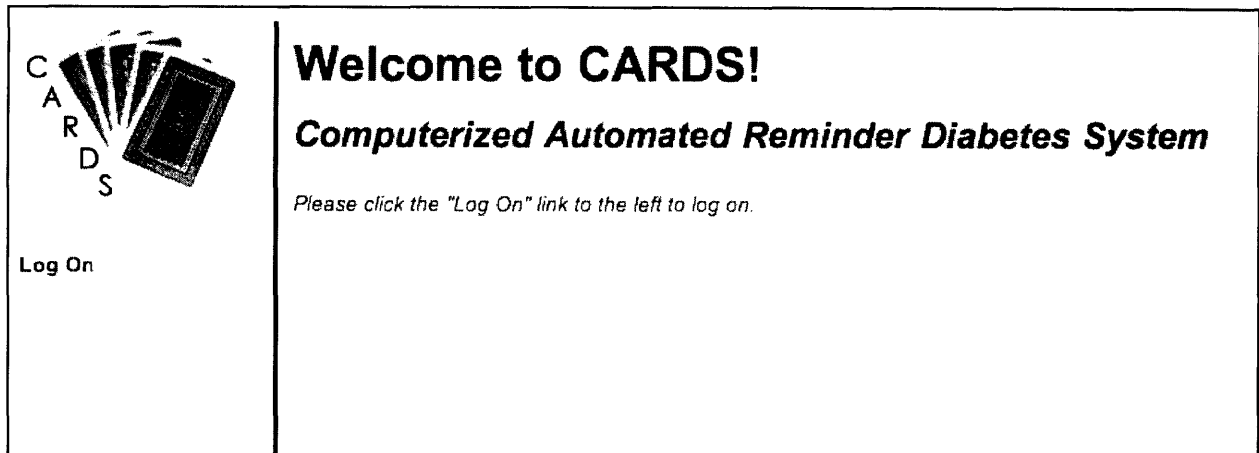 C
A
R
D
S
Log On
Welcome to CARDS!
Computerized Automated Reminder Diabetes System
Please click the "Log On" link to the left to log on.